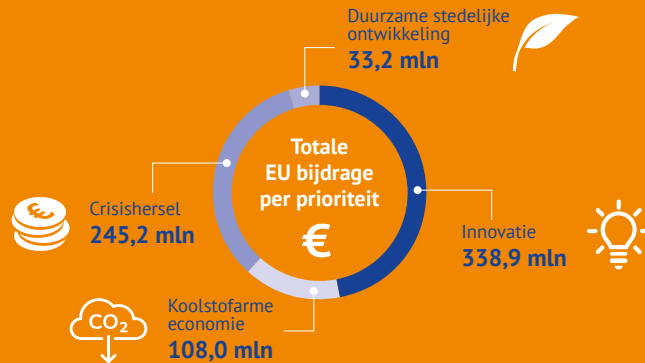 Duurzame stedelijke
ontwikkeling
33,2 mln
Totale
EU bijdrage
per prioriteit
€
€
Crisishersel
245,2 mln
Innovatie
338,9 mln
CO2
Koolstofarme
economie
108,0 mln